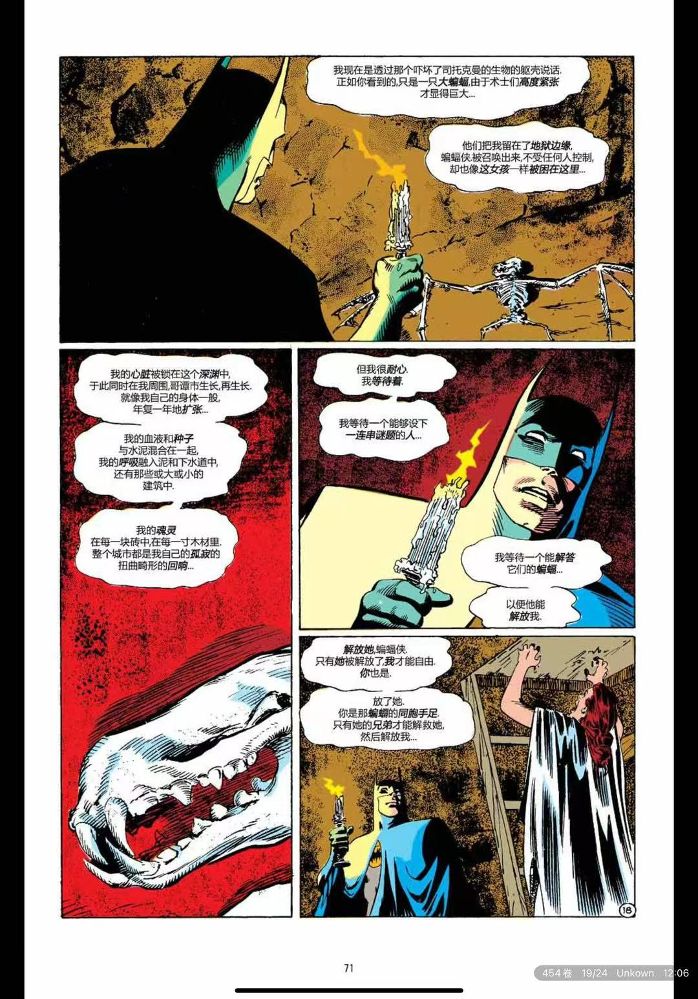 我现在是透过那个吓坏了司托克曼的生物的躯壳说话.
正如你看到的,只是一只大蝙蝠,由于术士们高度紧张
才显得巨大...
他们把我留在了地狱边缘,
蝙蝠侠.被召唤出来,不受任何人控制,
却也像这女孩一样被困在这里...
我的心脏被锁在这个深渊中,
于此同时在我周围,哥谭市生长,再生长.
就像我自己的身体一般,
年复一年地扩张...
我的血液和种子
与水泥混合在一起,
我的呼吸融入泥和下水道中,
还有那些或大或小的
建筑中.
我的魂灵
在每一块砖中,在每一寸木材里.
整个城市都是我自己的孤寂的
扭曲畸形的回响...
但我很耐心.
我等待着.
我等待一个能够设下
一连串谜题的人...
我等待一个能解答
它们的蝙蝠...
以便他能
解放我.
解放她,蝙蝠侠.
只有她被解放了,我才能自由.
你也是.
放了她.
你是那蝙蝠的同胞手足.
只有她的兄弟才能解救她,
然后解放我...
18
71
454卷 19/24 Unkown 12:06